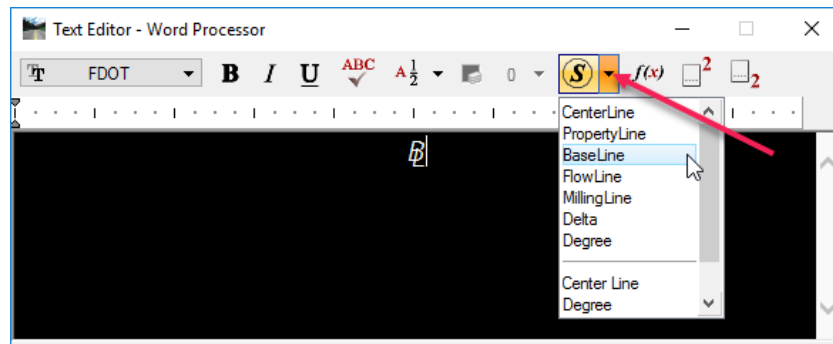 Text Editor - Word Processor
FDOT B I U ABC A½ 0 S f(x) 2 2
CenterLine
PropertyLine
BaseLine
FlowLine
MillingLine
Delta
Degree
Center Line
Degree